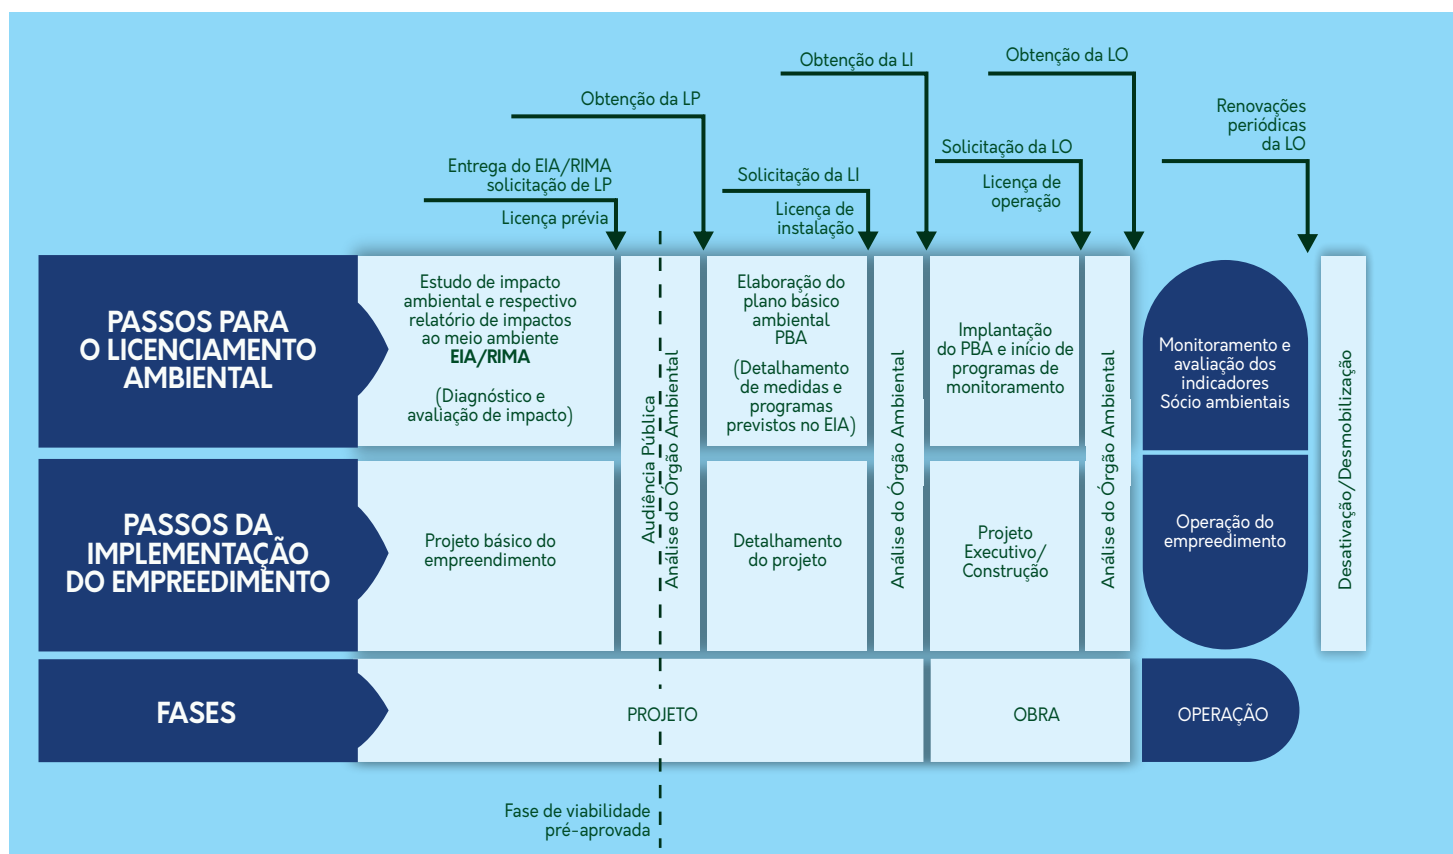 Obtenção da LP
Obtenção da LI
Obtenção da LO
Renovações
periódicas
da LO
Entrega do EIA/RIMA
solicitação de LP
Licença prévia
Solicitação da LI
Licença de
instalação
Solicitação da LO
Licença de
operação
PASSOS PARA
O LICENCIAMENTO
AMBIENTAL
Estudo de impacto
ambiental e respectivo
relatório de impactos
ao meio ambiente
EIA/RIMA
(Diagnóstico e
avaliação de impacto)
Audiência Pública
Análise do Órgão Ambiental
Elaboração do
plano básico
ambiental
PBA
(Detalhamento
de medidas e
programas
previstos no EIA)
Análise do Órgão Ambiental
Implantação
do PBA e início de
programas de
monitoramento
Análise do Órgão Ambiental
Monitoramento e
avaliação dos
indicadores
Sócio ambientais
Desativação/Desmobilização
PASSOS DA
IMPLEMENTAÇÃO
DO EMPREEDIMENTO
Projeto básico do
empreendimento
Detalhamento
do projeto
Projeto
Executivo/
Construção
Operação do
empreedimento
FASES
PROJETO
OBRA
OPERAÇÃO
Fase de viabilidade
pré-aprovada